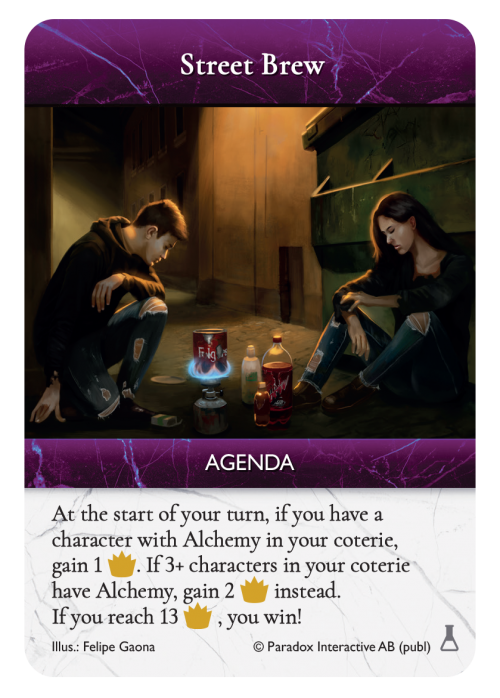 Street Brew
AGENDA
At the start of your turn, if you have a
character with Alchemy in your coterie,
gain 1 . If 3+ characters in your coterie
have Alchemy, gain 2 instead.
If you reach 13 , you win!
Illus.: Felipe Gaona © Paradox Interactive AB (publ)